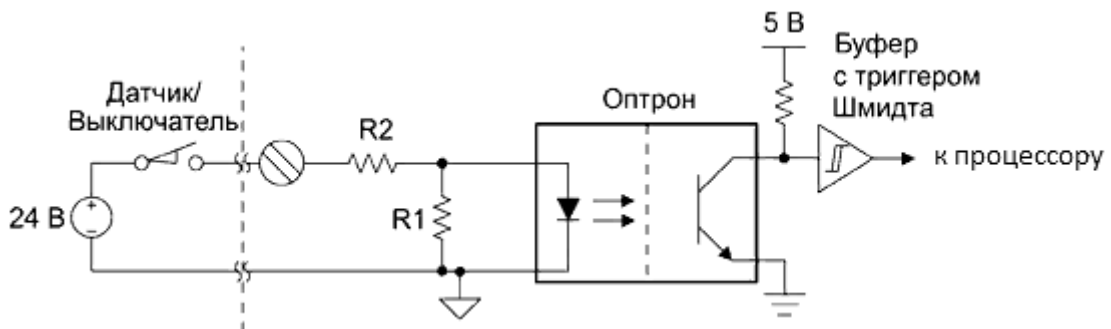 5 В
Буфер
с триггером
Шмидта
Датчик/
Выключатель
Оптрон
R2
к процессору
24 В
R1